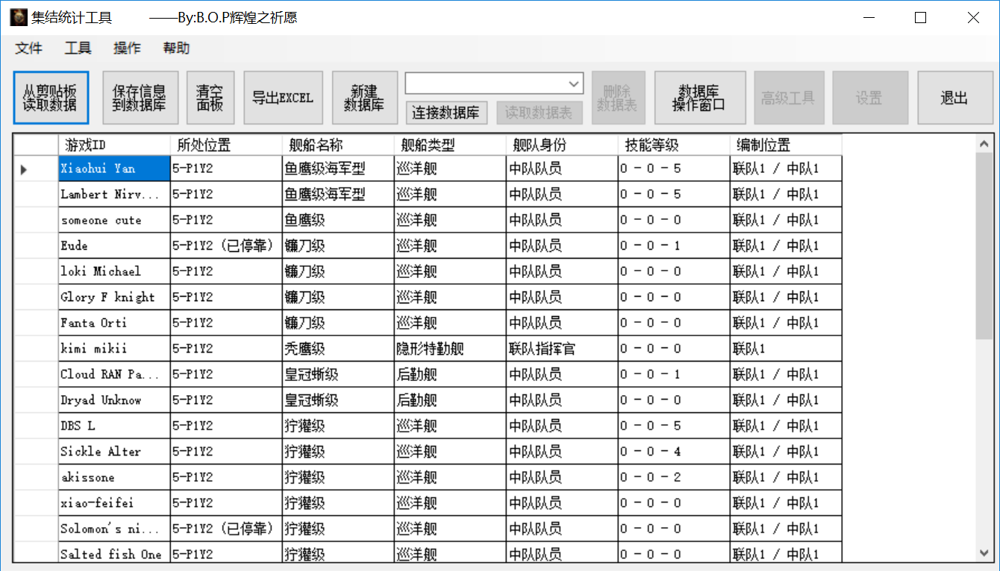 集结统计工具 ——By:B.O.P辉煌之祈愿
文件 工具 操作 帮助
从剪贴板
读取数据
保存信息
到数据库
清空
面板
导出EXCEL
新建
数据库
连接数据库
读取数据表
删除
数据表
数据库
操作窗口
高级工具
设置
退出
游戏ID 所处位置 舰船名称 舰船类型 舰队身份 技能等级 编制位置
Xiaohui Yan 5-P1Y2 鱼鹰级海军型 巡洋舰 中队队员 0 - 0 - 5 联队1 / 中队1
Lambert Nirv... 5-P1Y2 鱼鹰级海军型 巡洋舰 中队队员 0 - 0 - 5 联队1 / 中队1
someone cute 5-P1Y2 鱼鹰级 巡洋舰 中队队员 0 - 0 - 0 联队1 / 中队1
Eude 5-P1Y2 (已停靠) 镰刀级 巡洋舰 中队队员 0 - 0 - 1 联队1 / 中队1
loki Michael 5-P1Y2 镰刀级 巡洋舰 中队队员 0 - 0 - 0 联队1 / 中队1
Glory F knight 5-P1Y2 镰刀级 巡洋舰 中队队员 0 - 0 - 0 联队1 / 中队1
Fanta Orti 5-P1Y2 镰刀级 巡洋舰 中队队员 0 - 0 - 0 联队1 / 中队1
kimi mikii 5-P1Y2 秃鹰级 隐形特勤舰 联队指挥官 0 - 0 - 0 联队1
Cloud RAN Pa... 5-P1Y2 皇冠蜥级 后勤舰 中队队员 0 - 0 - 1 联队1 / 中队1
Dryad Unknow 5-P1Y2 皇冠蜥级 后勤舰 中队队员 0 - 0 - 0 联队1 / 中队1
DBS L 5-P1Y2 狞獾级 巡洋舰 中队队员 0 - 0 - 5 联队1 / 中队1
Sickle Alter 5-P1Y2 狞獾级 巡洋舰 中队队员 0 - 0 - 4 联队1 / 中队1
akissone 5-P1Y2 狞獾级 巡洋舰 中队队员 0 - 0 - 2 联队1 / 中队1
xiao-feifei 5-P1Y2 狞獾级 巡洋舰 中队队员 0 - 0 - 0 联队1 / 中队1
Solomon's ni... 5-P1Y2 (已停靠) 狞獾级 巡洋舰 中队队员 0 - 0 - 0 联队1 / 中队1
Salted fish One 5-P1Y2 狞獾级 巡洋舰 中队队员 0 - 0 - 0 联队1 / 中队1